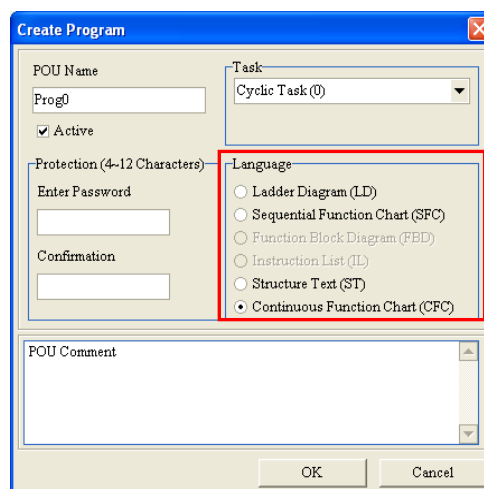 Create Program
POU Name
Prog0
Active
Task
Cyclic Task (0)
Protection (4~12 Characters)
Enter Password
Confirmation
Language
Ladder Diagram (LD)
Sequential Function Chart (SFC)
Function Block Diagram (FBD)
Instruction List (IL)
Structure Text (ST)
Continuous Function Chart (CFC)
POU Comment
OK
Cancel